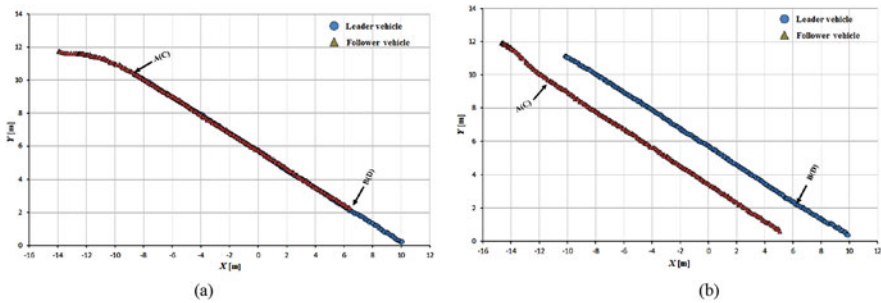 14
12
10
8
6
4
2
0
Y [m]
-16 -14 -12 -10 -8 -6 -4 -2 0 2 4 6 8 10 12
X [m]
Leader vehicle
Follower vehicle
A(C)
B(D)
(a)
14
12
10
8
6
4
2
0
Y [m]
-16 -14 -12 -10 -8 -6 -4 -2 0 2 4 6 8 10 12
X [m]
Leader vehicle
Follower vehicle
A(C)
B(D)
(b)